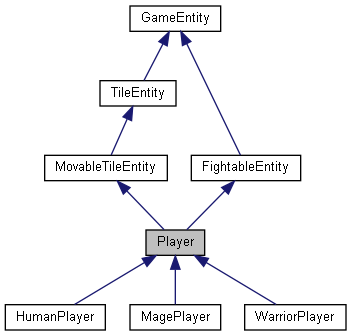 GameEntity
TileEntity
MovableTileEntity
FightableEntity
Player
HumanPlayer
MagePlayer
WarriorPlayer